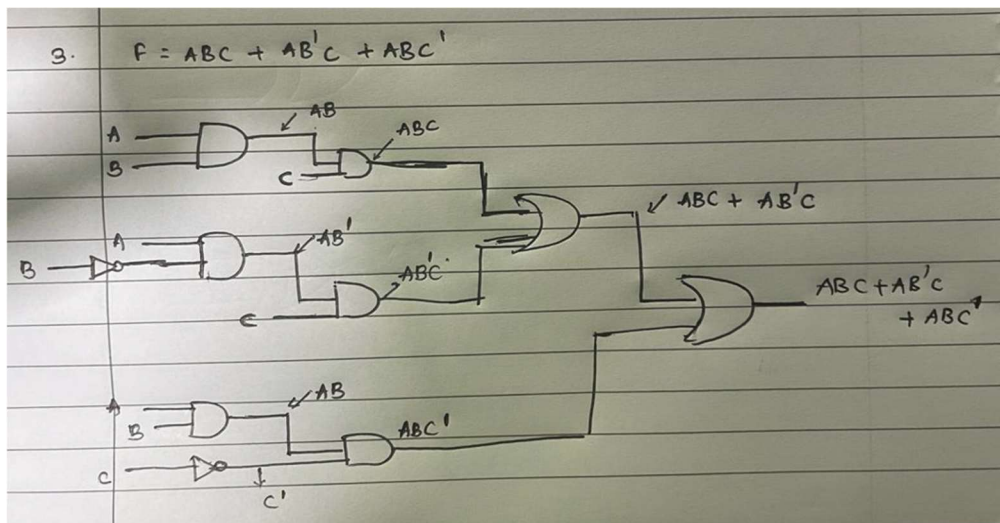 3. F = ABC + AB'C + ABC'
AB
A
ABC
B
C
ABC + AB'C
A
AB'
B
AB'C
C
ABC + AB'C
+ ABC'
AB
A
B
ABC'
C
C'